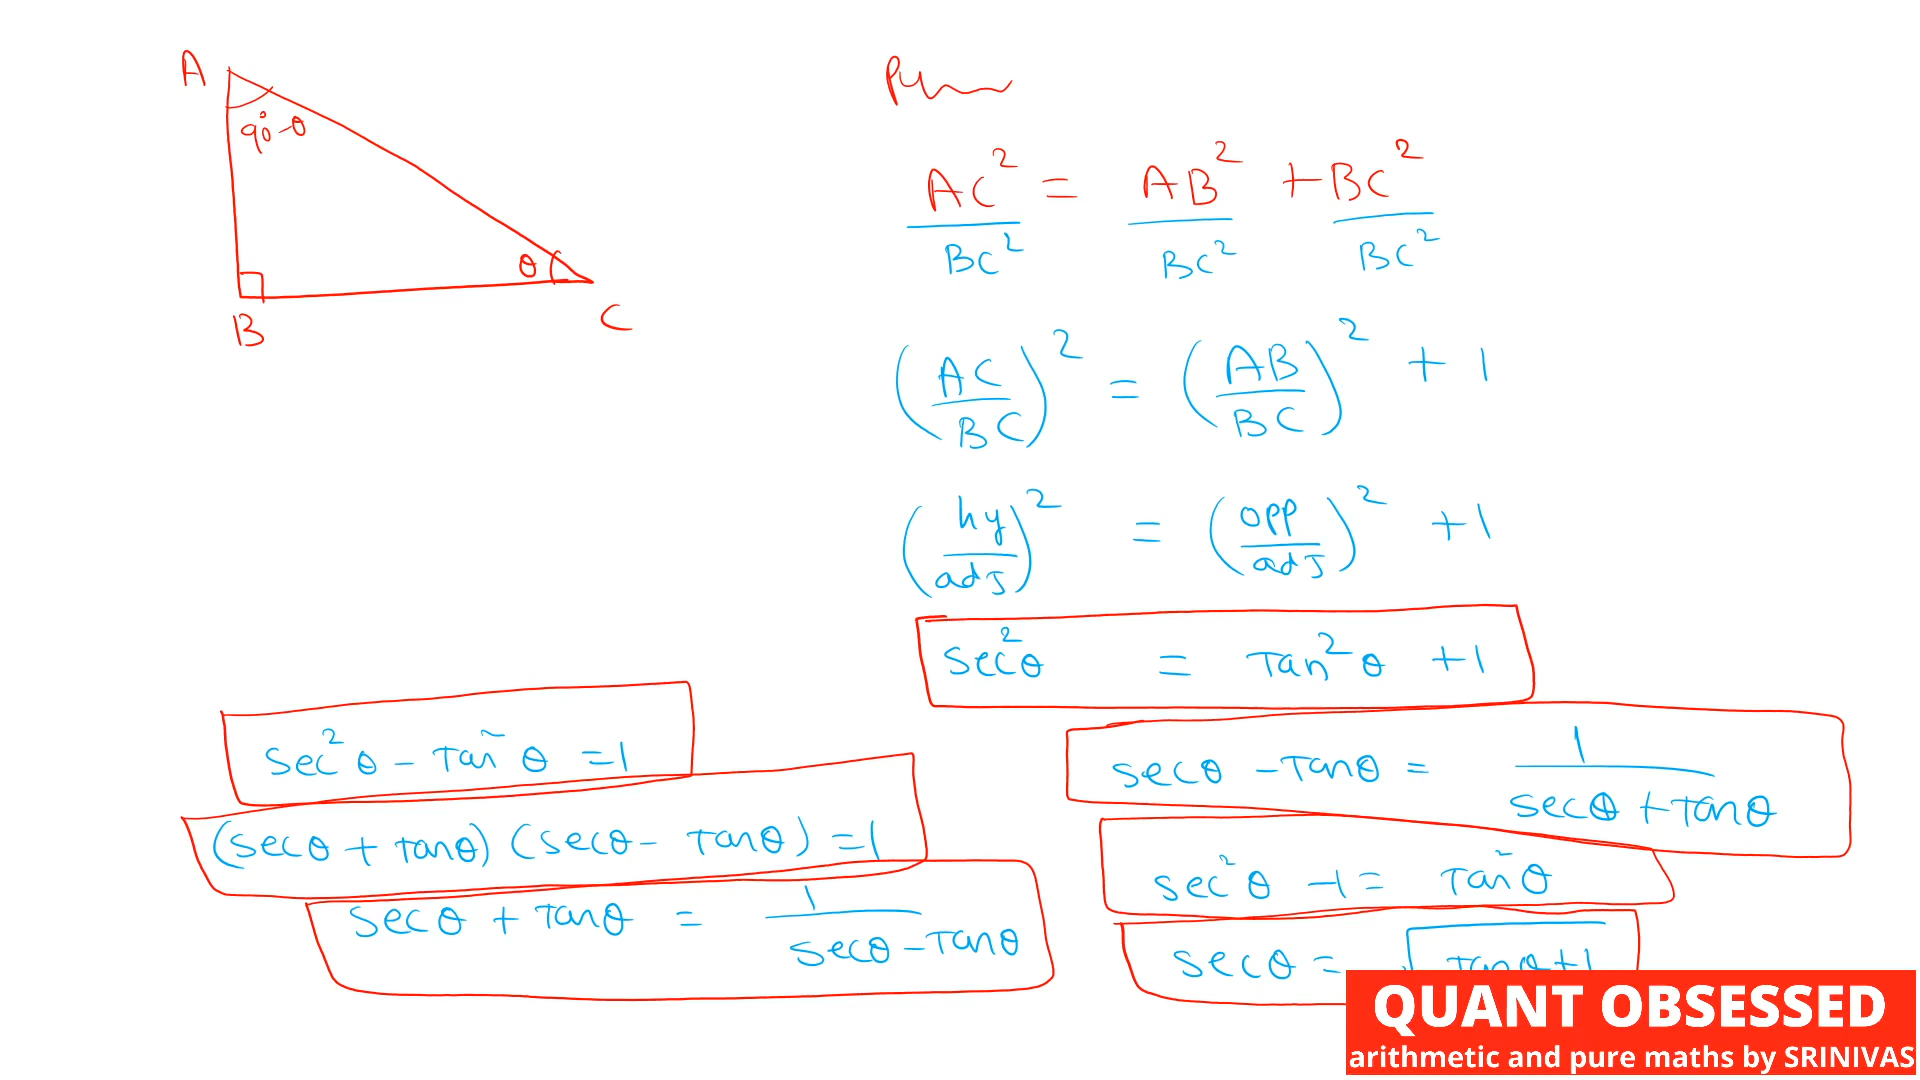 A
90°-θ
θ
B
C
AC² = AB² + BC²
BC² BC² BC²
(AC/BC)² = (AB/BC)² + 1
(hy/adj)² = (opp/adj)² + 1
sec²θ = Tan²θ + 1
sec²θ - Tan²θ = 1
(secθ + tanθ) (secθ - Tanθ) = 1
secθ + Tanθ = 1/(secθ - Tanθ)
secθ - Tanθ = 1/(secθ + Tanθ)
sec²θ - 1 = Tan²θ
secθ =
QUANT OBSESSED
arithmetic and pure maths by SRINIVAS